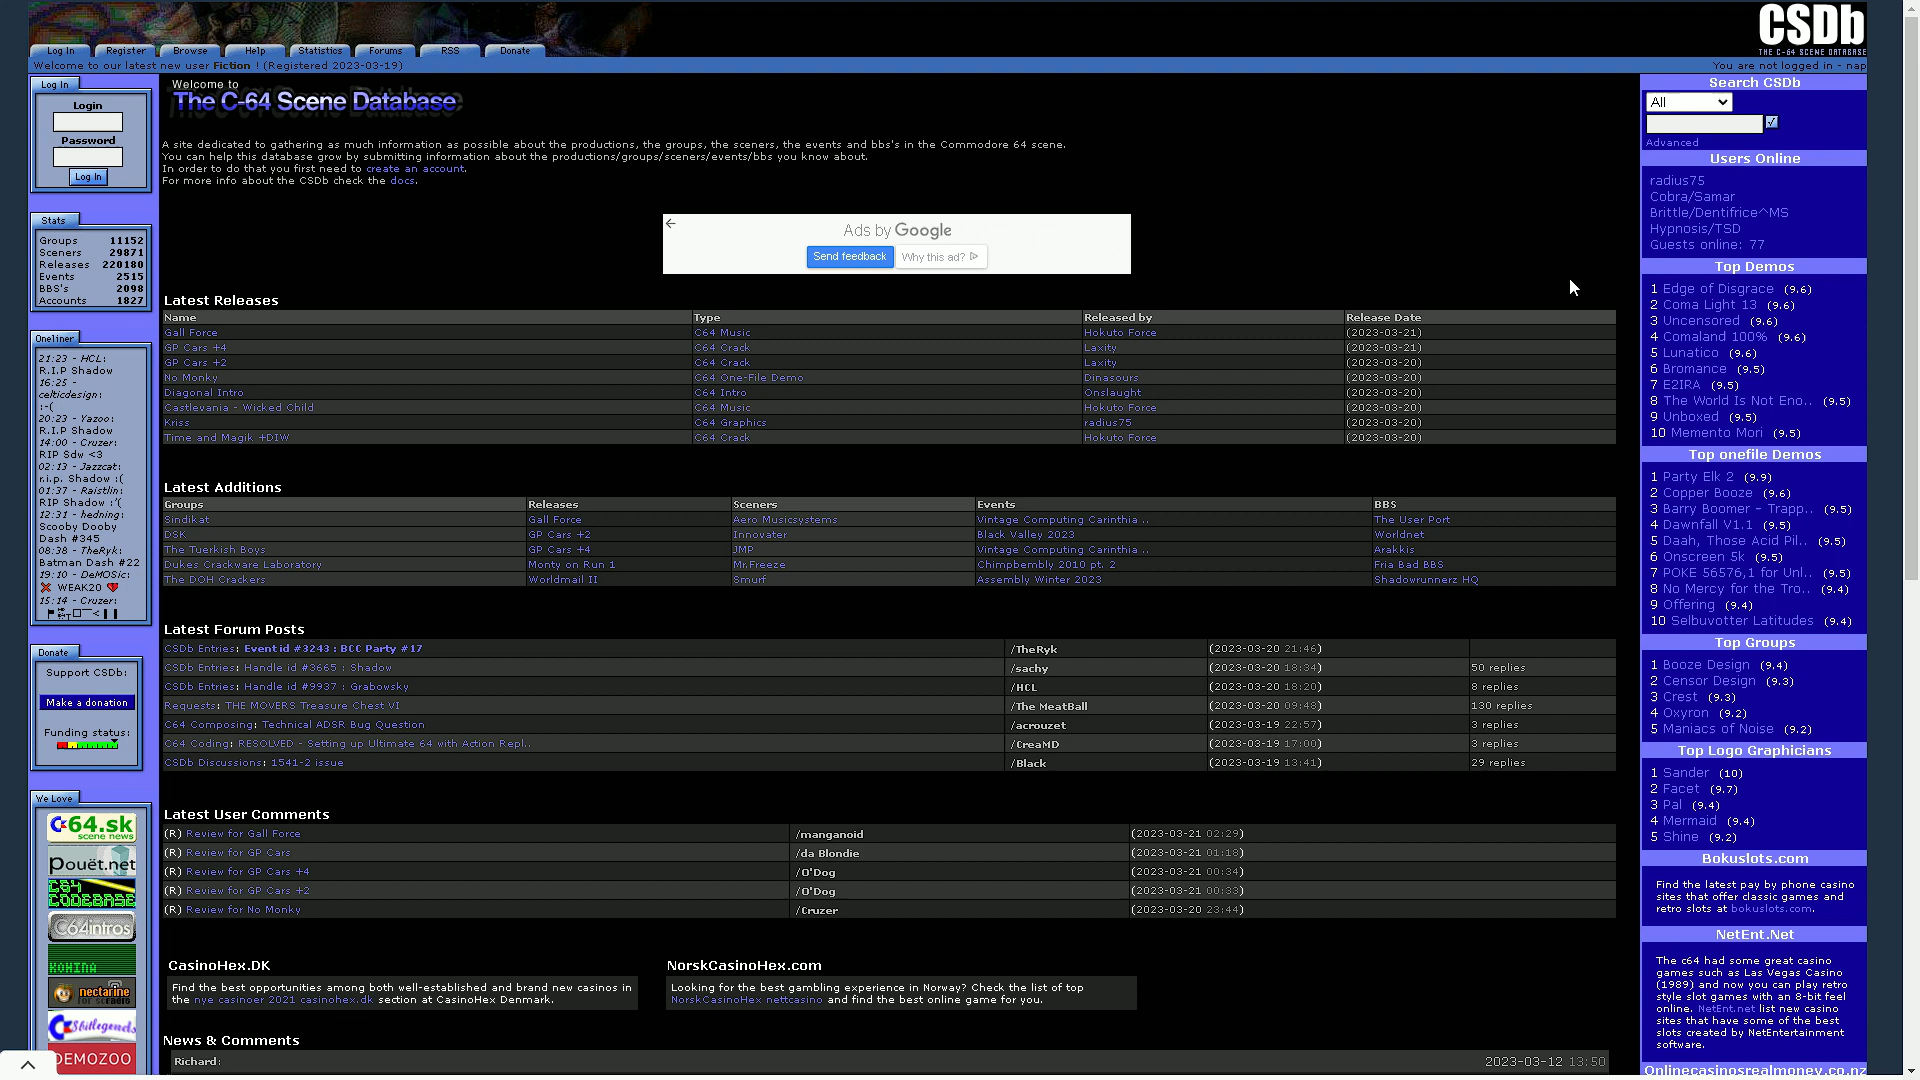 CSDb
THE C-64 SCENE DATABASE
Log In
Register
Browse
Help
Statistics
Forums
RSS
Donate
Welcome to our latest new user Fiction ! (Registered 2023-03-19)
You are not logged in - nap
Log In
Login
Password
Log In
Stats
Groups 11152
Sceners 29871
Releases 220180
Events 2515
BBS's 2098
Accounts 1827
Oneliner
21:23 - HCL:
R.I.P Shadow
16:25 -
celticdesign:
:-(
20:23 - Yazoo:
R.I.P Shadow
14:00 - Cruzer:
RIP Sdw <3
02:13 - Jazzcat:
r.i.p. Shadow :(
01:37 - Raistlin:
RIP Shadow :'(
12:31 - hedning:
Scooby Dooby
Dash #345
08:38 - TheRyk:
Batman Dash #22
19:10 - DeMOSic:
WEAK20
15:14 - Cruzer:
Donate
Support CSDb:
Make a donation
Funding status:
We Love
C=64.sk
scene news
pouët.net
C64
CODEBASE
C64intros
KOMINA
nectarine
C=8bitlegends
DEMOZOO
Welcome to
The C-64 Scene Database
A site dedicated to gathering as much information as possible about the productions, the groups, the sceners, the events and bbs's in the Commodore 64 scene.
You can help this database grow by submitting information about the productions/groups/sceners/events/bbs you know about.
In order to do that you first need to create an account.
For more info about the CSDb check the docs.
Ads by Google
Send feedback
Why this ad?
Latest Releases
Name Type Released by Release Date
Gall Force C64 Music Hokuto Force (2023-03-21)
GP Cars +4 C64 Crack Laxity (2023-03-21)
GP Cars +2 C64 Crack Laxity (2023-03-20)
No Monky C64 One-File Demo Dinasours (2023-03-20)
Diagonal Intro C64 Intro Onslaught (2023-03-20)
Castlevania - Wicked Child C64 Music Hokuto Force (2023-03-20)
Kriss C64 Graphics radius75 (2023-03-20)
Time and Magik +DIW C64 Crack Hokuto Force (2023-03-20)
Latest Additions
Groups Releases Sceners Events BBS
Sindikat Gall Force Aero Musicsystems Vintage Computing Carinthia .. The User Port
DSK GP Cars +2 Innovater Black Valley 2023 Worldnet
The Tuerkish Boys GP Cars +4 JMP Vintage Computing Carinthia .. Arakkis
Dukes Crackware Laboratory Monty on Run 1 Mr.Freeze Chimpbembly 2010 pt. 2 Fria Bad BBS
The DOH Crackers Worldmail II Smurf Assembly Winter 2023 Shadowrunnerz HQ
Latest Forum Posts
CSDb Entries: Event id #3243 : BCC Party #17 /TheRyk (2023-03-20 21:46)
CSDb Entries: Handle id #3665 : Shadow /sachy (2023-03-20 18:34) 50 replies
CSDb Entries: Handle id #9937 : Grabowsky /HCL (2023-03-20 18:20) 8 replies
Requests: THE MOVERS Treasure Chest VI /The MeatBall (2023-03-20 09:48) 130 replies
C64 Composing: Technical ADSR Bug Question /acrouzet (2023-03-19 22:57) 3 replies
C64 Coding: RESOLVED - Setting up Ultimate 64 with Action Repl.. /CreaMD (2023-03-19 17:00) 3 replies
CSDb Discussions: 1541-2 issue /Black (2023-03-19 13:41) 29 replies
Latest User Comments
(R) Review for Gall Force /manganoid (2023-03-21 02:29)
(R) Review for GP Cars /da Blondie (2023-03-21 01:18)
(R) Review for GP Cars +4 /O'Dog (2023-03-21 00:34)
(R) Review for GP Cars +2 /O'Dog (2023-03-21 00:33)
(R) Review for No Monky /Cruzer (2023-03-20 23:44)
CasinoHex.DK
Find the best opportunities among both well-established and brand new casinos in
the nye casinoer 2021 casinohex.dk section at CasinoHex Denmark.
NorskCasinoHex.com
Looking for the best gambling experience in Norway? Check the list of top
NorskCasinoHex nettcasino and find the best online game for you.
News & Comments
Richard: 2023-03-12 13:50
Search CSDb
All
Advanced
Users Online
radius75
Cobra/Samar
Brittle/Dentifrice^MS
Hypnosis/TSD
Guests online: 77
Top Demos
1 Edge of Disgrace (9.6)
2 Coma Light 13 (9.6)
3 Uncensored (9.6)
4 Comaland 100% (9.6)
5 Lunatico (9.6)
6 Bromance (9.5)
7 E2IRA (9.5)
8 The World Is Not Eno.. (9.5)
9 Unboxed (9.5)
10 Memento Mori (9.5)
Top onefile Demos
1 Party Elk 2 (9.9)
2 Copper Booze (9.6)
3 Barry Boomer - Trapp.. (9.5)
4 Dawnfall V1.1 (9.5)
5 Daah, Those Acid Pil.. (9.5)
6 Onscreen 5k (9.5)
7 POKE 56576,1 for Unl.. (9.5)
8 No Mercy for the Tro.. (9.4)
9 Offering (9.4)
10 Selbuvotter Latitudes (9.4)
Top Groups
1 Booze Design (9.4)
2 Censor Design (9.3)
3 Crest (9.3)
4 Oxyron (9.2)
5 Maniacs of Noise (9.2)
Top Logo Graphicians
1 Sander (10)
2 Facet (9.7)
3 Pal (9.4)
4 Mermaid (9.4)
5 Shine (9.2)
Bokuslots.com
Find the latest pay by phone casino
sites that offer classic games and
retro slots at bokuslots.com.
NetEnt.Net
The c64 had some great casino
games such as Las Vegas Casino
(1989) and now you can play retro
style slot games with an 8-bit feel
online. NetEnt.net list new casino
sites that have some of the best
slots created by NetEntertainment
software.
Onlinecasinosrealmoney.co.nz